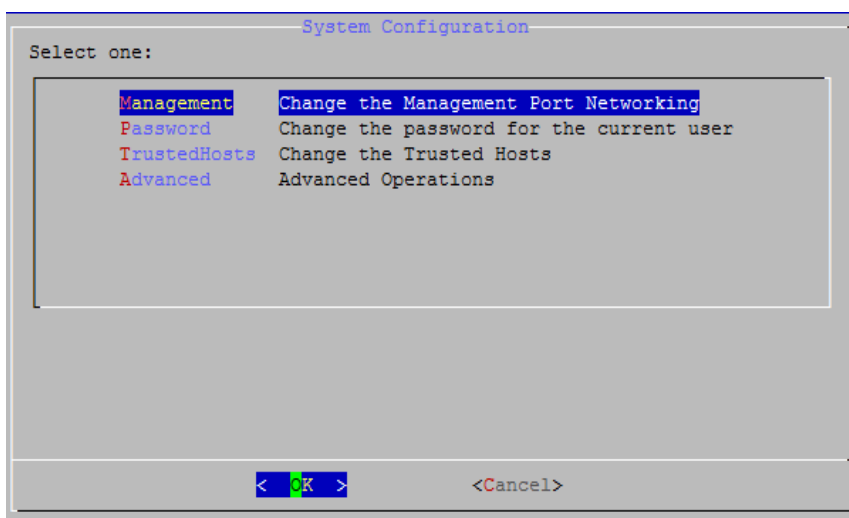 System Configuration
Select one:
Management Change the Management Port Networking
Password Change the password for the current user
TrustedHosts Change the Trusted Hosts
Advanced Advanced Operations
< OK > <Cancel>